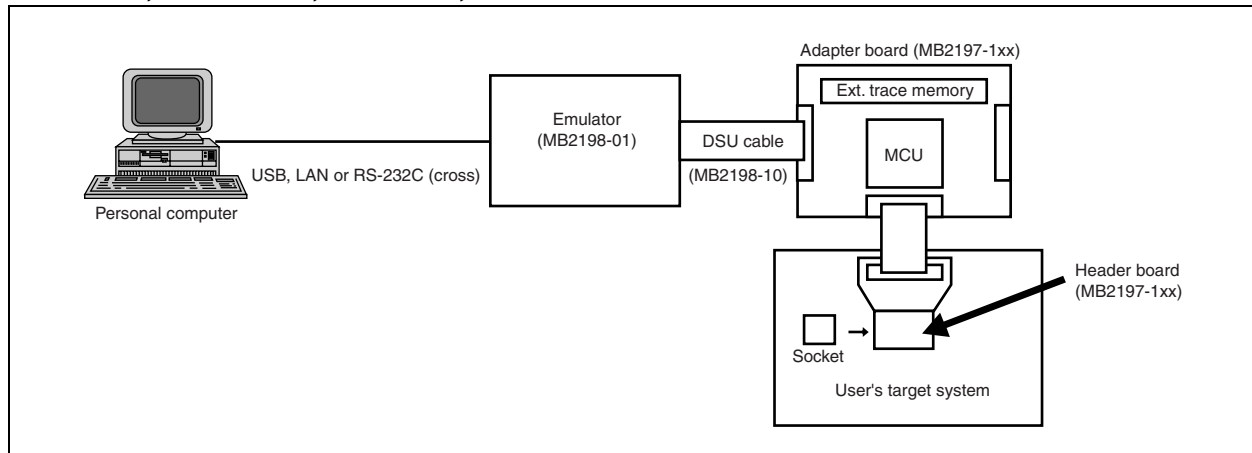 Adapter board (MB2197-1xx)
Ext. trace memory
Emulator
(MB2198-01)
DSU cable
MCU
USB, LAN or RS-232C (cross)
(MB2198-10)
Personal computer
Header board
(MB2197-1xx)
Socket
User's target system